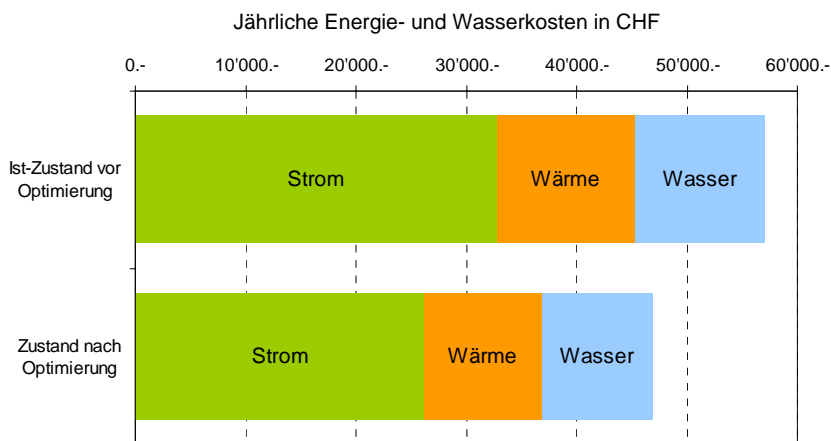 Jährliche Energie- und Wasserkosten in CHF
0.- 10'000.- 20'000.- 30'000.- 40'000.- 50'000.- 60'000.-
Ist-Zustand vor
Optimierung
Strom Wärme Wasser
Zustand nach
Optimierung
Strom Wärme Wasser